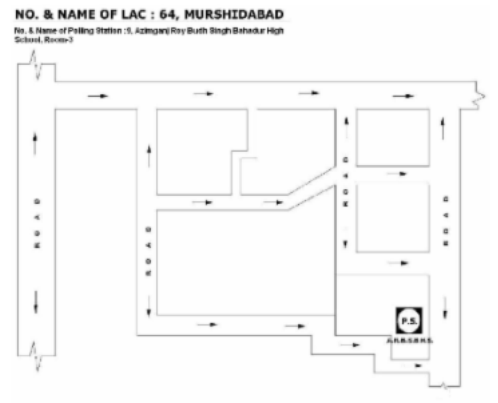 NO. & NAME OF LAC : 64, MURSHIDABAD
No. & Name of Polling Station :9, Azimganj Roy Budh Singh Bahadur High
School, Room-3
ROAD
ROAD
ROAD
ROAD
P.S.
A.R.B.S.B.H.S.